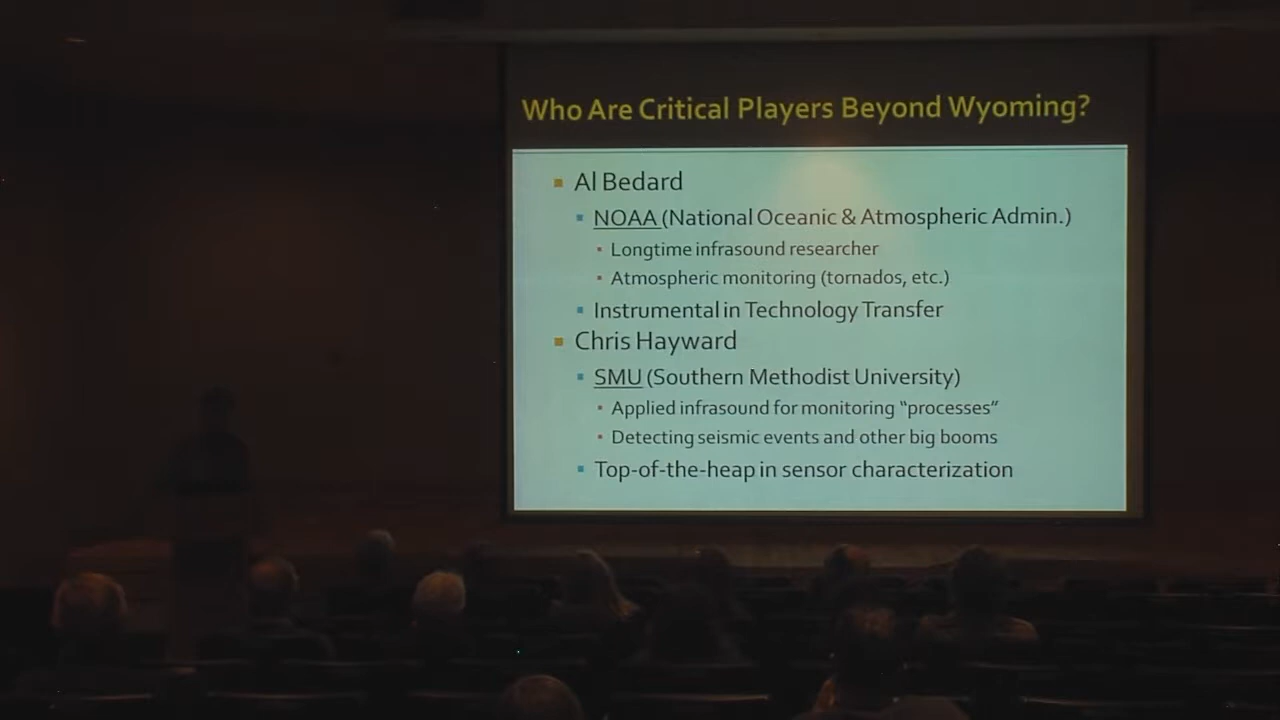 Who Are Critical Players Beyond Wyoming?
Al Bedard
NOAA (National Oceanic & Atmospheric Admin.)
Longtime infrasound researcher
Atmospheric monitoring (tornados, etc.)
Instrumental in Technology Transfer
Chris Hayward
SMU (Southern Methodist University)
Applied infrasound for monitoring “processes”
Detecting seismic events and other big booms
Top-of-the-heap in sensor characterization